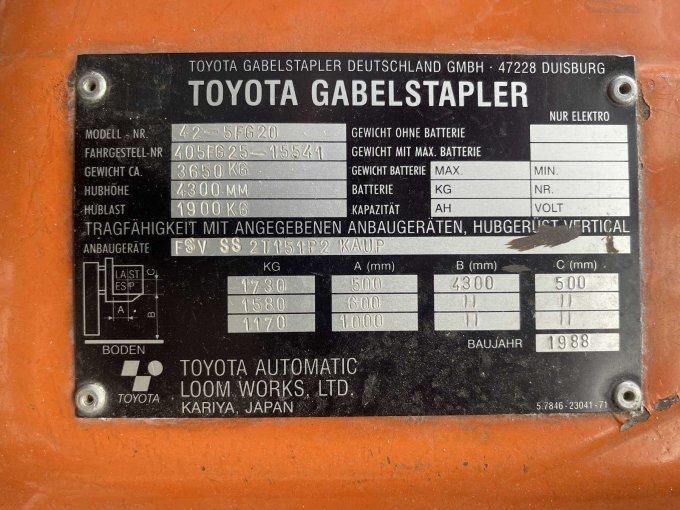 TOYOTA GABELSTAPLER DEUTSCHLAND GMBH · 47228 DUISBURG
TOYOTA GABELSTAPLER
NUR ELEKTRO
MODELL - NR. 42-5FG20 GEWICHT OHNE BATTERIE
FAHRGESTELL-NR 405FG25-15541 GEWICHT MIT MAX. BATTERIE
GEWICHT CA. 3650 KG GEWICHT BATTERIE MAX. MIN.
HUBHÖHE 4300 MM BATTERIE KG NR.
HUBLAST 1900 KG KAPAZITÄT AH VOLT
TRAGFÄHIGKEIT MIT ANGEGEBENEN ANBAUGERÄTEN, HUBGERÜST VERTICAL
ANBAUGERÄTE FSV SS 2T151P2 KAUP
KG A (mm) B (mm) C (mm)
LAST
ESP
C
A
B
1730 500 4300 500
1580 600 " "
1170 1000 " "
BODEN
BAUJAHR 1988
TOYOTA
TOYOTA AUTOMATIC
LOOM WORKS, LTD.
KARIYA, JAPAN
5.7846-23041-71